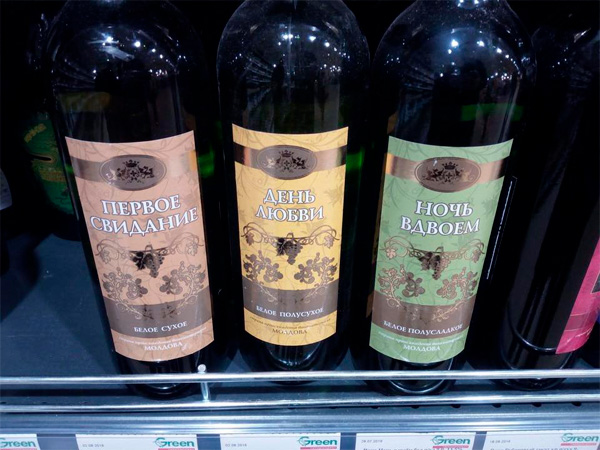 ПЕРВОЕ
СВИДАНИЕ
БЕЛОЕ СУХОЕ
МОЛДОВА
ДЕНЬ
ЛЮБВИ
БЕЛОЕ ПОЛУСУХОЕ
МОЛДОВА
НОЧЬ
ВДВОЕМ
БЕЛОЕ ПОЛУСЛАДКОЕ
МОЛДОВА
Green
Green
Green
Green
Green